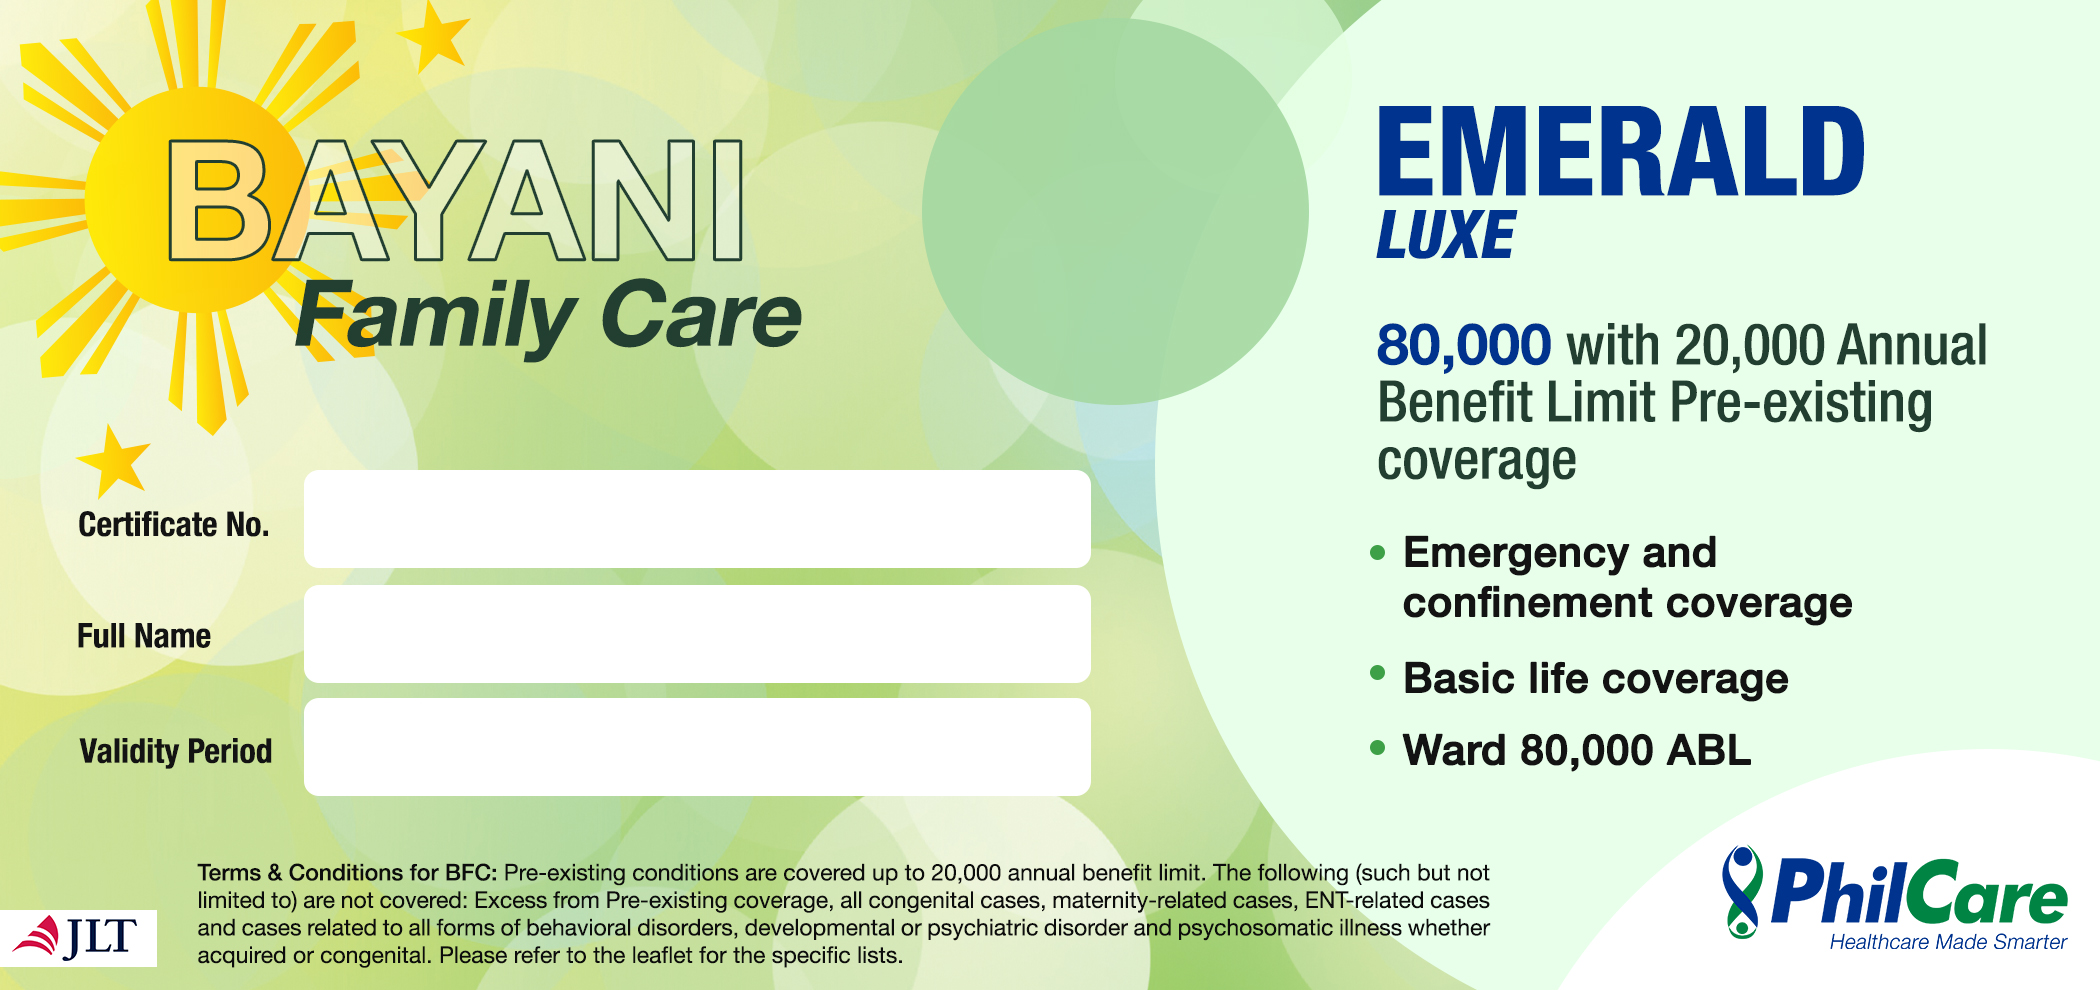 BAYANI
Family Care
Certificate No.
Full Name
Validity Period
EMERALD
LUXE
80,000 with 20,000 Annual
Benefit Limit Pre-existing
coverage
• Emergency and
confinement coverage
• Basic life coverage
• Ward 80,000 ABL
Terms & Conditions for BFC: Pre-existing conditions are covered up to 20,000 annual benefit limit. The following (such but not
limited to) are not covered: Excess from Pre-existing coverage, all congenital cases, maternity-related cases, ENT-related cases
and cases related to all forms of behavioral disorders, developmental or psychiatric disorder and psychosomatic illness whether
acquired or congenital. Please refer to the leaflet for the specific lists.
JLT
PhilCare
Healthcare Made Smarter